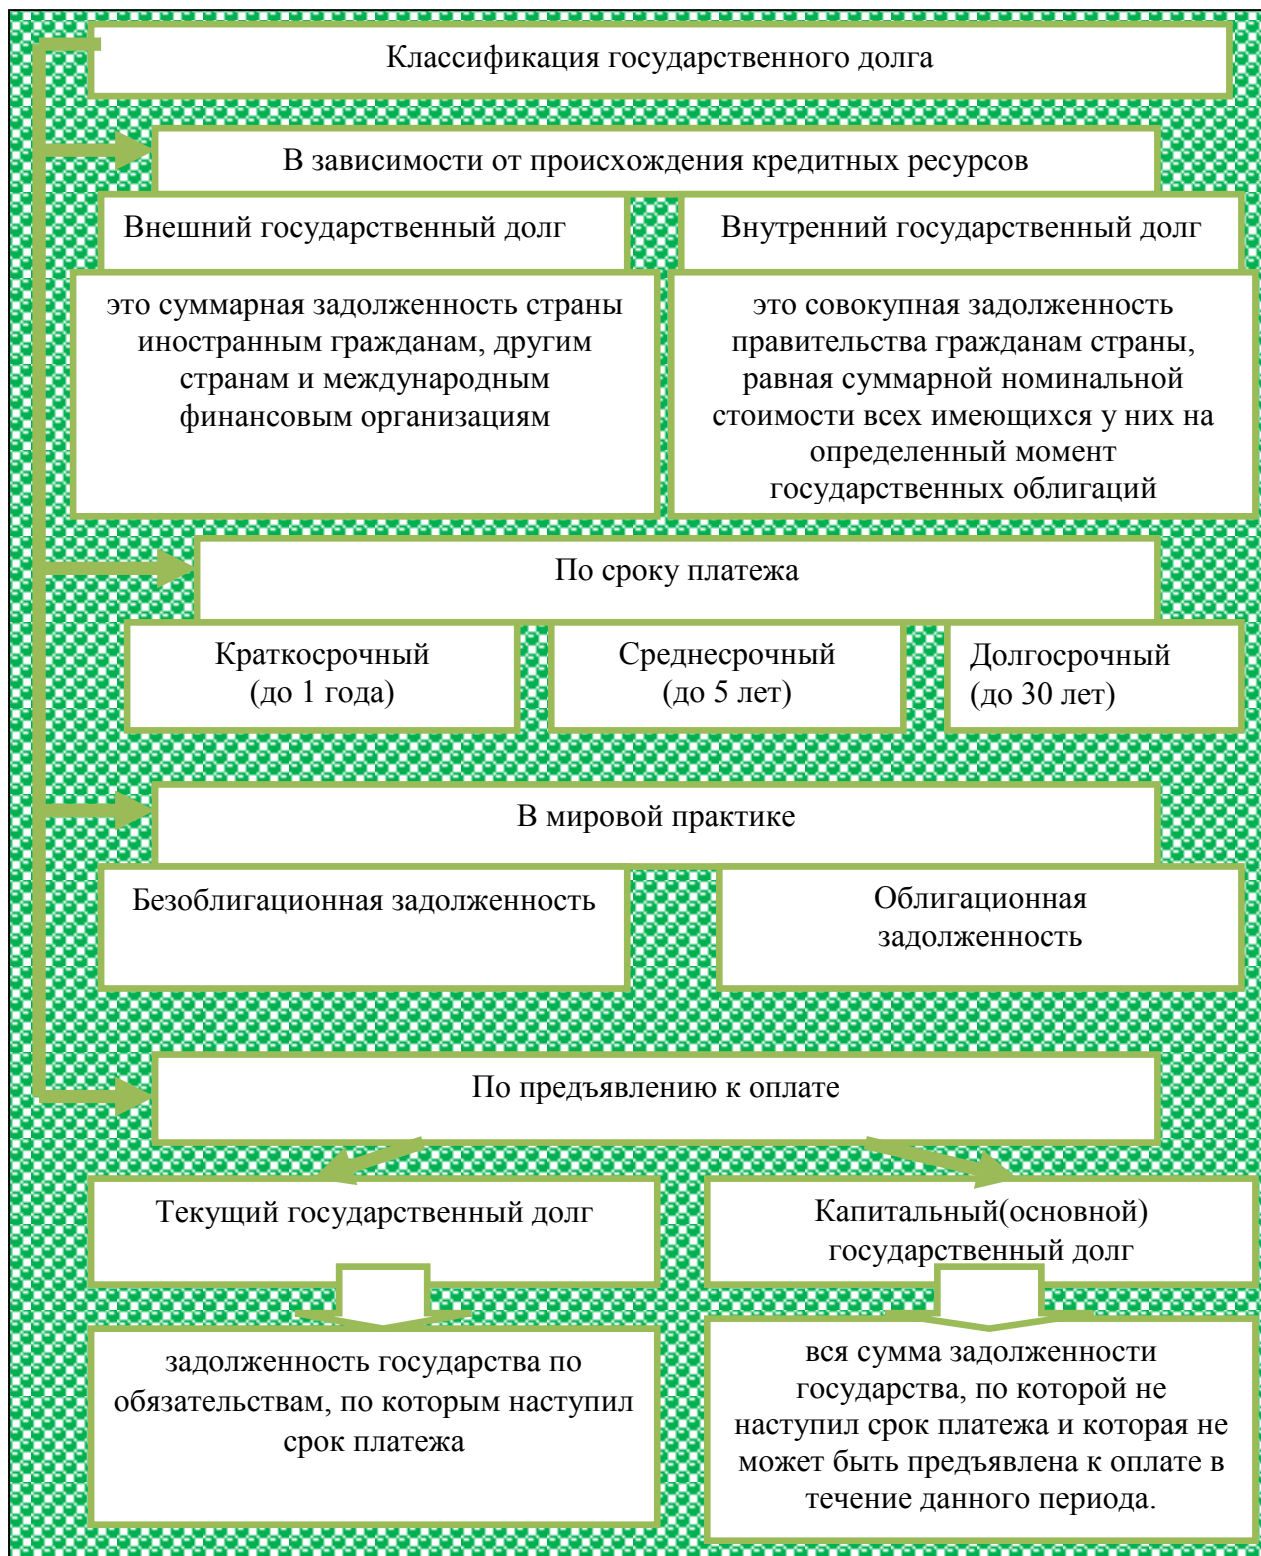 Классификация государственного долга
В зависимости от происхождения кредитных ресурсов
Внешний государственный долг
Внутренний государственный долг
это суммарная задолженность страны
иностранным гражданам, другим
странам и международным
финансовым организациям
это совокупная задолженность
правительства гражданам страны,
равная суммарной номинальной
стоимости всех имеющихся у них на
определенный момент
государственных облигаций
По сроку платежа
Краткосрочный
(до 1 года)
Среднесрочный
(до 5 лет)
Долгосрочный
(до 30 лет)
В мировой практике
Безоблигационная задолженность
Облигационная
задолженность
По предъявлению к оплате
Текущий государственный долг
Капитальный(основной)
государственный долг
задолженность государства по
обязательствам, по которым наступил
срок платежа
вся сумма задолженности
государства, по которой не
наступил срок платежа и которая не
может быть предъявлена к оплате в
течение данного периода.